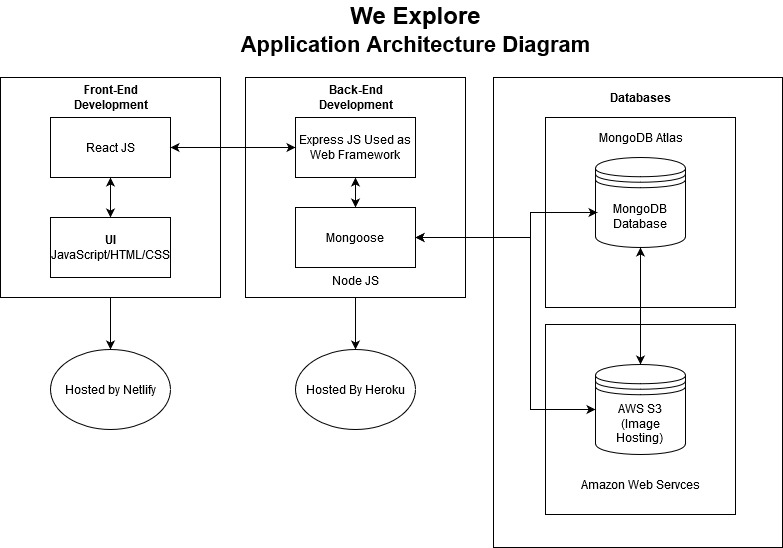 We Explore
Application Architecture Diagram
Front-End
Development
React JS
UI
JavaScript/HTML/CSS
Hosted by Netlify
Back-End
Development
Express JS Used as
Web Framework
Mongoose
Node JS
Hosted By Heroku
Databases
MongoDB Atlas
MongoDB
Database
AWS S3
(Image
Hosting)
Amazon Web Servces